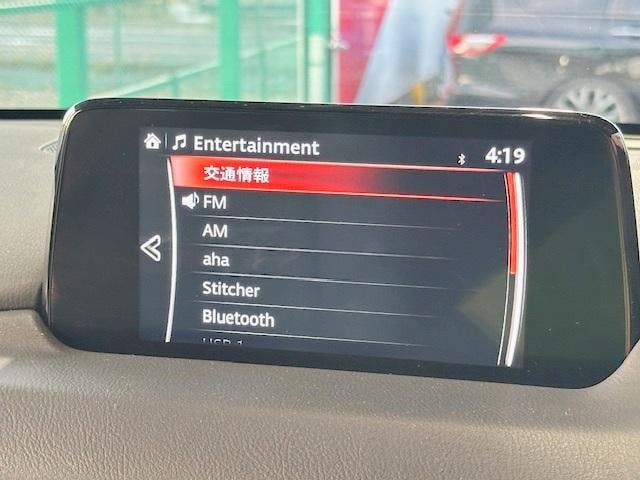 Entertainment
4:19
交通情報
FM
AM
aha
Stitcher
Bluetooth